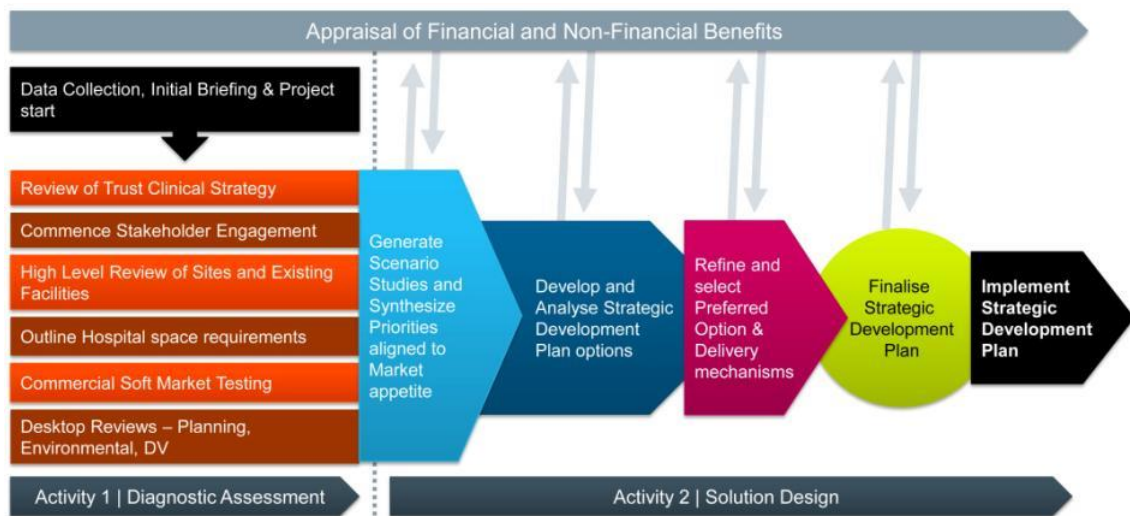 Appraisal of Financial and Non-Financial Benefits
Data Collection, Initial Briefing & Project
start
Review of Trust Clinical Strategy
Commence Stakeholder Engagement
High Level Review of Sites and Existing
Facilities
Outline Hospital space requirements
Commercial Soft Market Testing
Desktop Reviews – Planning,
Environmental, DV
Generate
Scenario
Studies and
Synthesize
Priorities
aligned to
Market
appetite
Develop and
Analyse Strategic
Development
Plan options
Refine and
select
Preferred
Option &
Delivery
mechanisms
Finalise
Strategic
Development
Plan
Implement
Strategic
Development
Plan
Activity 1 | Diagnostic Assessment
Activity 2 | Solution Design